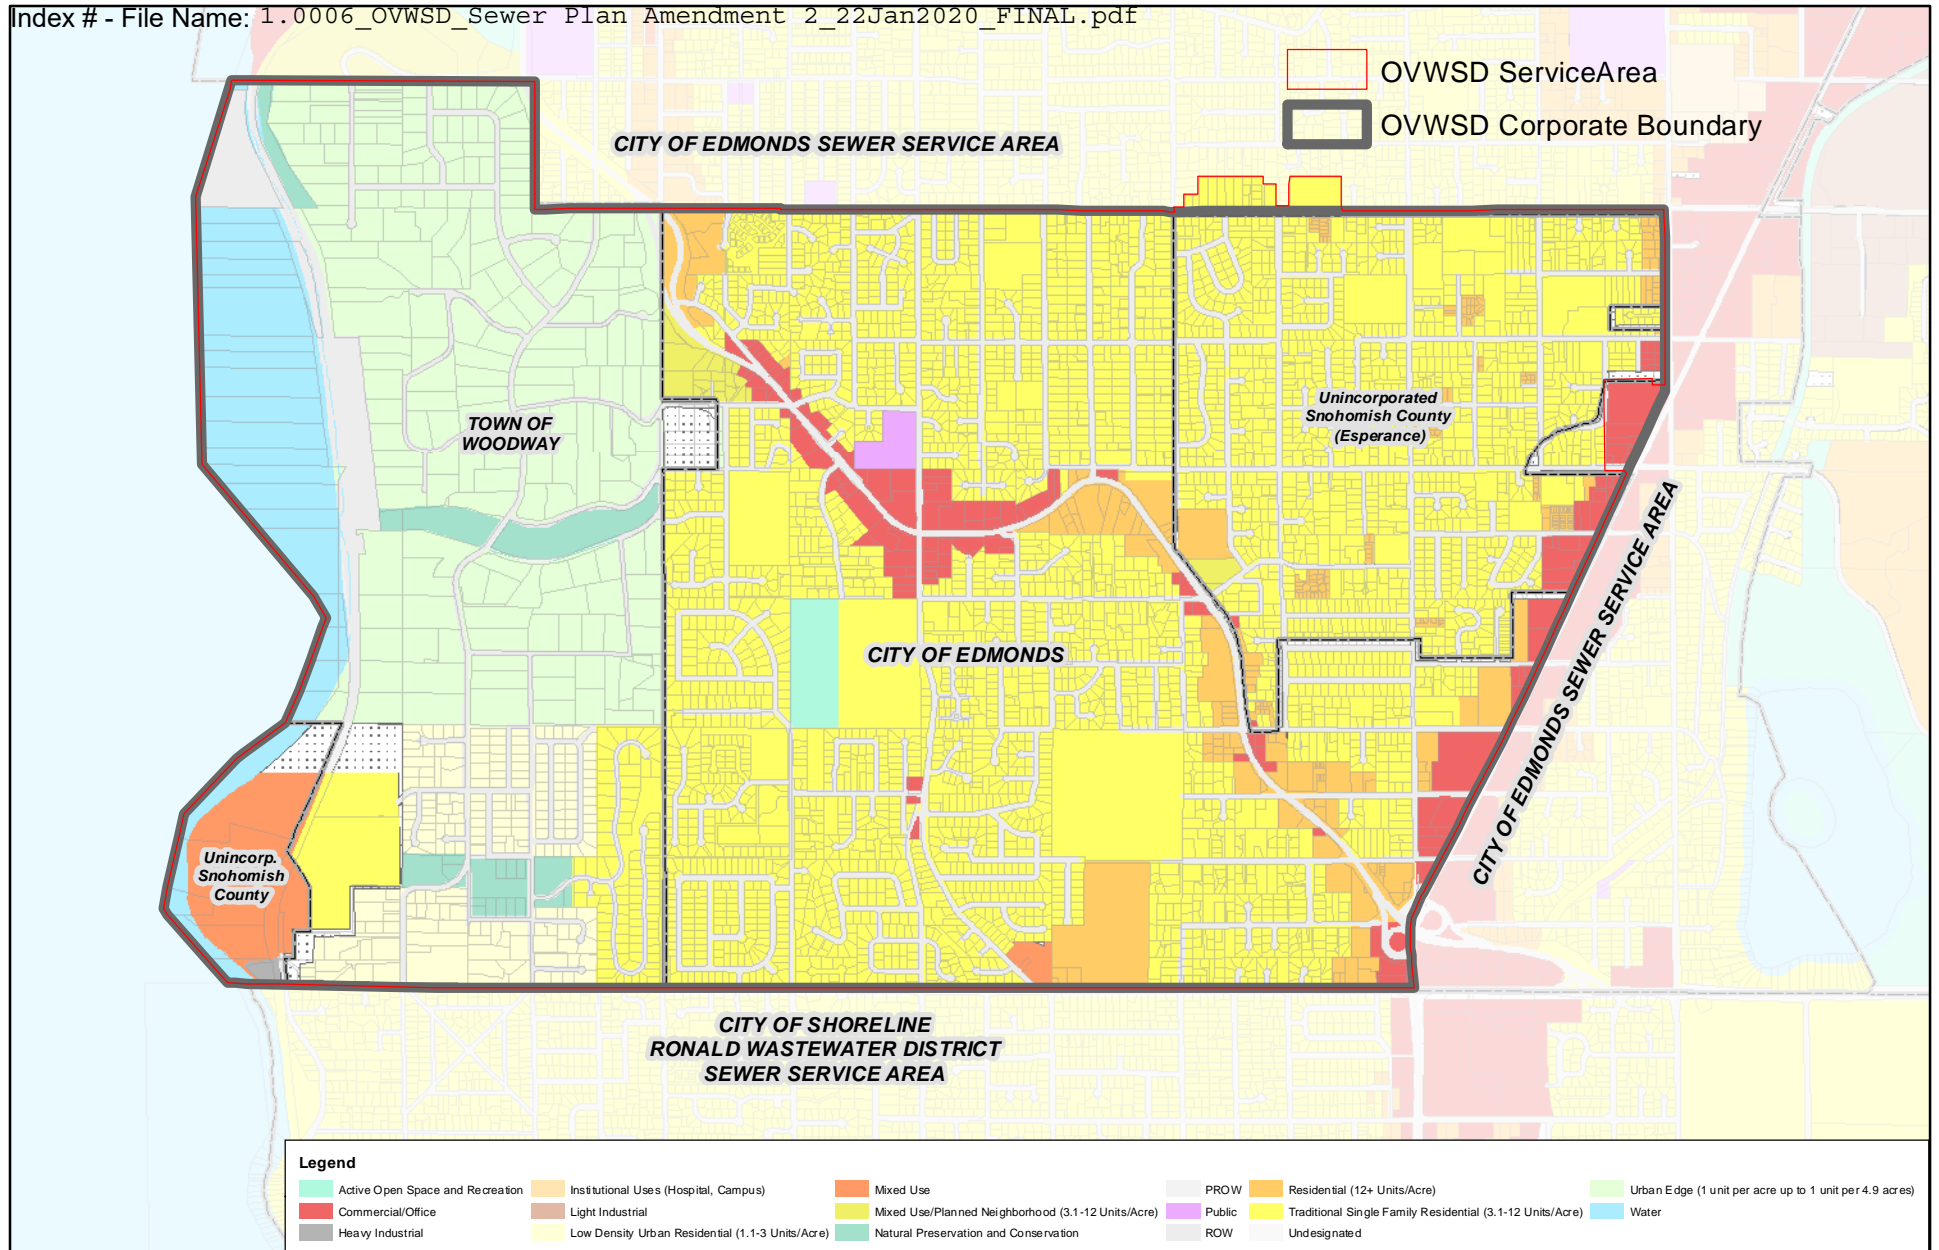 Index # - File Name: 1.0006_OVWSD_Sewer Plan Amendment 2_22Jan2020_FINAL.pdf
OVWSD ServiceArea
OVWSD Corporate Boundary
CITY OF EDMONDS SEWER SERVICE AREA
TOWN OF
WOODWAY
Unincorporated
Snohomish County
(Esperance)
CITY OF EDMONDS
CITY OF EDMONDS SEWER SERVICE AREA
Unincorp.
Snohomish
County
CITY OF SHORELINE
RONALD WASTEWATER DISTRICT
SEWER SERVICE AREA
Legend
Active Open Space and Recreation
Commercial/Office
Heavy Industrial
Institutional Uses (Hospital, Campus)
Light Industrial
Low Density Urban Residential (1.1-3 Units/Acre)
Mixed Use
Mixed Use/Planned Neighborhood (3.1-12 Units/Acre)
Natural Preservation and Conservation
PROW
Public
ROW
Residential (12+ Units/Acre)
Traditional Single Family Residential (3.1-12 Units/Acre)
Undesignated
Urban Edge (1 unit per acre up to 1 unit per 4.9 acres)
Water